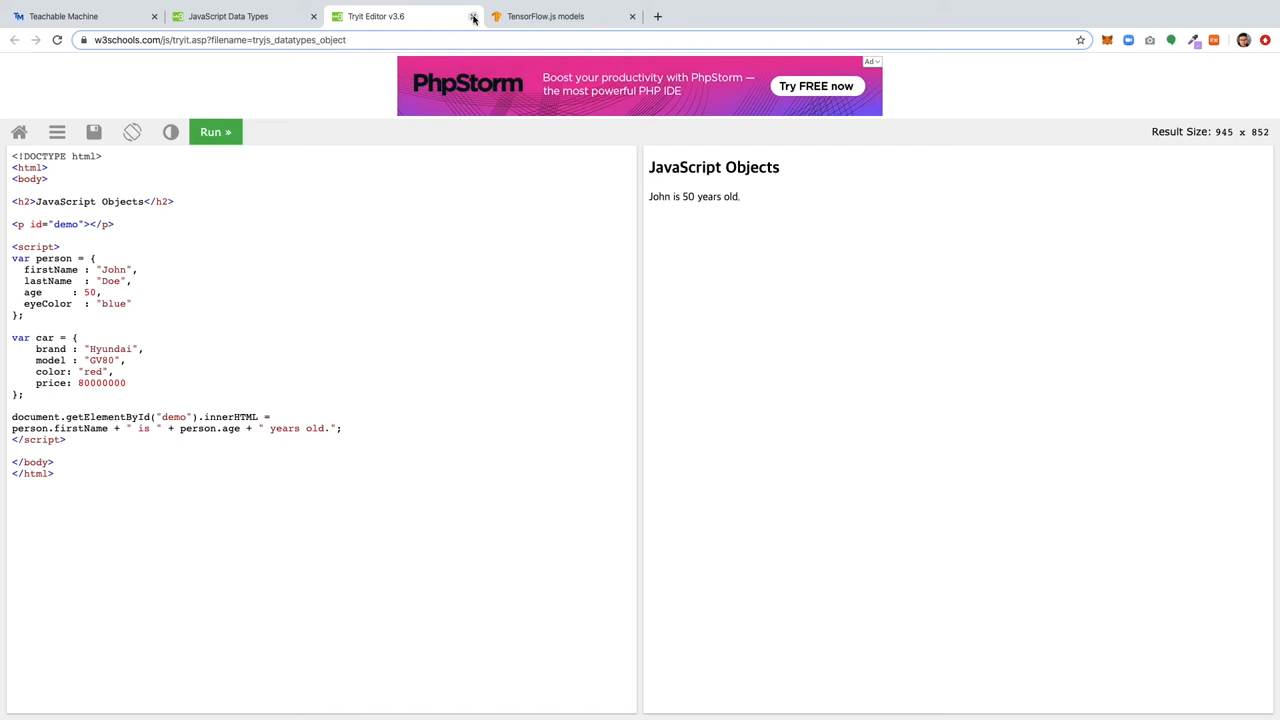 Teachable Machine
JavaScript Data Types
Tryit Editor v3.6
TensorFlow.js models
w3schools.com/js/tryit.asp?filename=tryjs_datatypes_object
PhpStorm
Boost your productivity with PhpStorm —
the most powerful PHP IDE
Try FREE now
Ad
Run »
Result Size: 945 x 852
<!DOCTYPE html>
<html>
<body>
<h2>JavaScript Objects</h2>
<p id="demo"></p>
<script>
var person = {
  firstName : "John",
  lastName  : "Doe",
  age     : 50,
  eyeColor  : "blue"
};
var car = {
    brand : "Hyundai",
    model : "GV80",
    color: "red",
    price: 80000000
};
document.getElementById("demo").innerHTML =
person.firstName + " is " + person.age + " years old.";
</script>
</body>
</html>
JavaScript Objects
John is 50 years old.